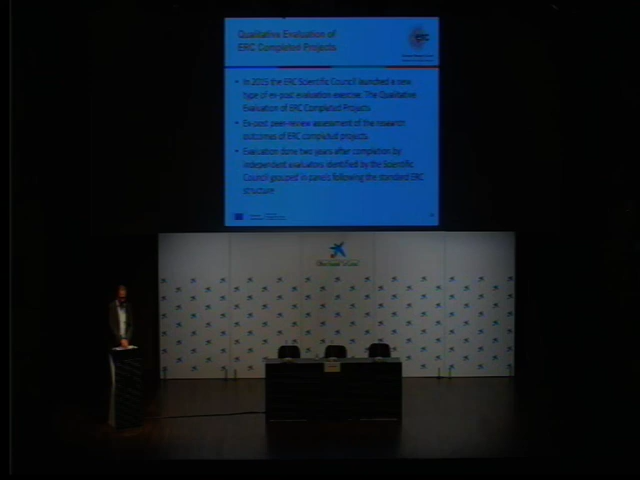 Qualitative Evaluation of
ERC Completed Projects
erc
• In 2015 the ERC Scientific Council launched a new
type of ex-post evaluation exercise: The Qualitative
Evaluation of ERC Completed Projects
• Ex-post peer-review assessment of the research
outcomes of ERC completed projects
• Evaluation done two years after completion by
independent evaluators identified by the Scientific
Council grouped in panels following the standard ERC
structure